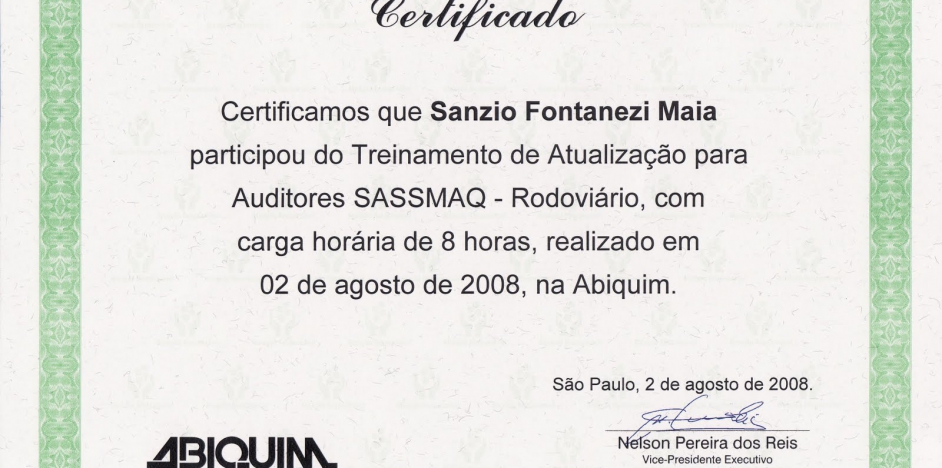 Certificado
Certificamos que Sanzio Fontanezi Maia
participou do Treinamento de Atualização para
Auditores SASSMAQ - Rodoviário, com
carga horária de 8 horas, realizado em
02 de agosto de 2008, na Abiquim.
São Paulo, 2 de agosto de 2008.
Nelson Pereira dos Reis
Vice-Presidente Executivo
ABIQUIM